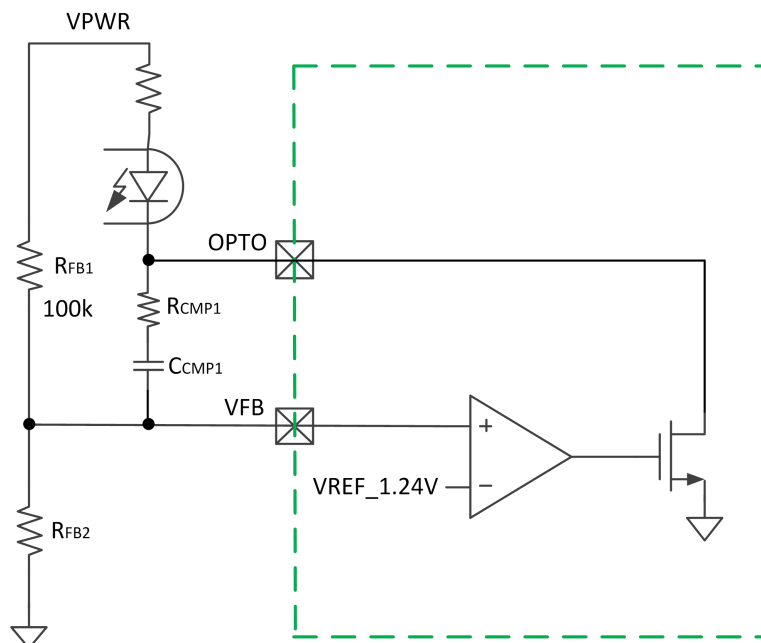 VPWR
OPTO
RFB1
100k
RCMP1
CCMP1
VFB
+
VREF_1.24V
−
RFB2